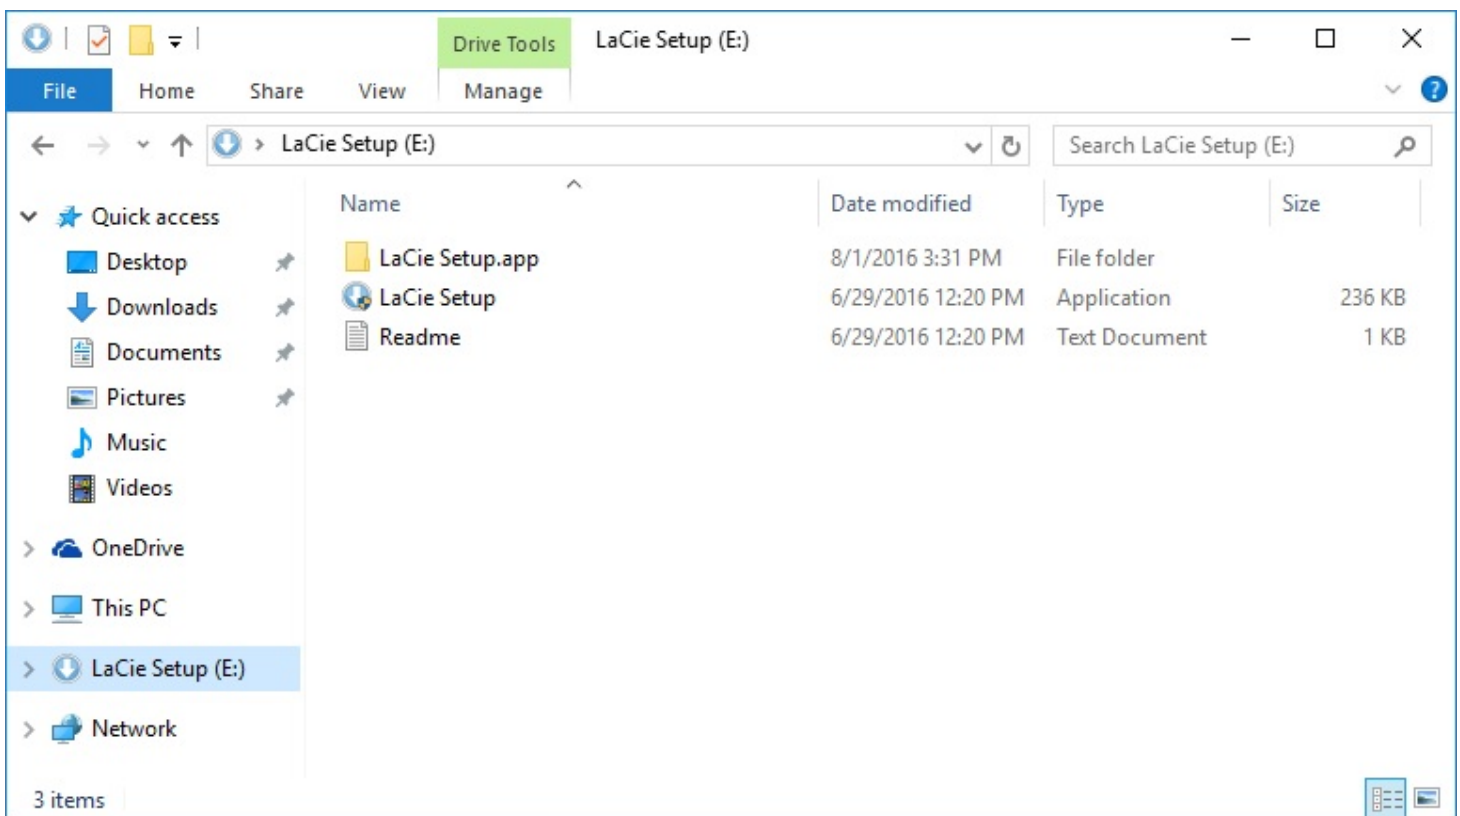 Drive Tools LaCie Setup (E:)
File Home Share View Manage
LaCie Setup (E:) Search LaCie Setup (E:)
Name Date modified Type Size
Quick access
Desktop
Downloads
Documents
Pictures
Music
Videos
OneDrive
This PC
LaCie Setup (E:)
Network
LaCie Setup.app 8/1/2016 3:31 PM File folder
LaCie Setup 6/29/2016 12:20 PM Application 236 KB
Readme 6/29/2016 12:20 PM Text Document 1 KB
3 items